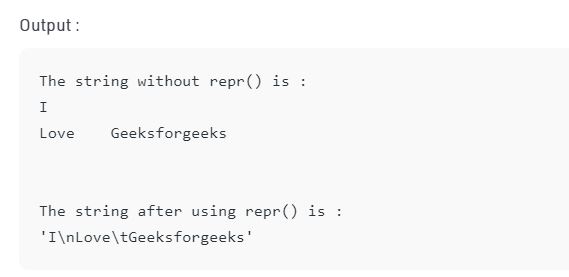 Output :
The string without repr() is :
I
Love    Geeksforgeeks
The string after using repr() is :
'I\nLove\tGeeksforgeeks'